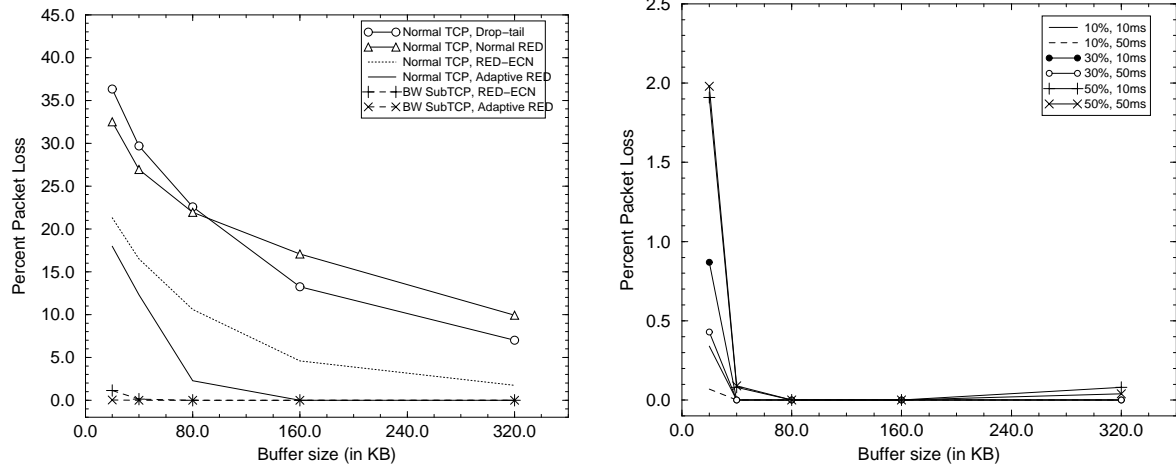 45.0
40.0
35.0
30.0
25.0
20.0
15.0
10.0
5.0
0.0
Percent Packet Loss
0.0 80.0 160.0 240.0 320.0
Buffer size (in KB)
Normal TCP, Drop−tail
Normal TCP, Normal RED
Normal TCP, RED−ECN
Normal TCP, Adaptive RED
BW SubTCP, RED−ECN
BW SubTCP, Adaptive RED
2.5
2.0
1.5
1.0
0.5
0.0
Percent Packet Loss
0.0 80.0 160.0 240.0 320.0
Buffer size (in KB)
10%, 10ms
10%, 50ms
30%, 10ms
30%, 50ms
50%, 10ms
50%, 50ms